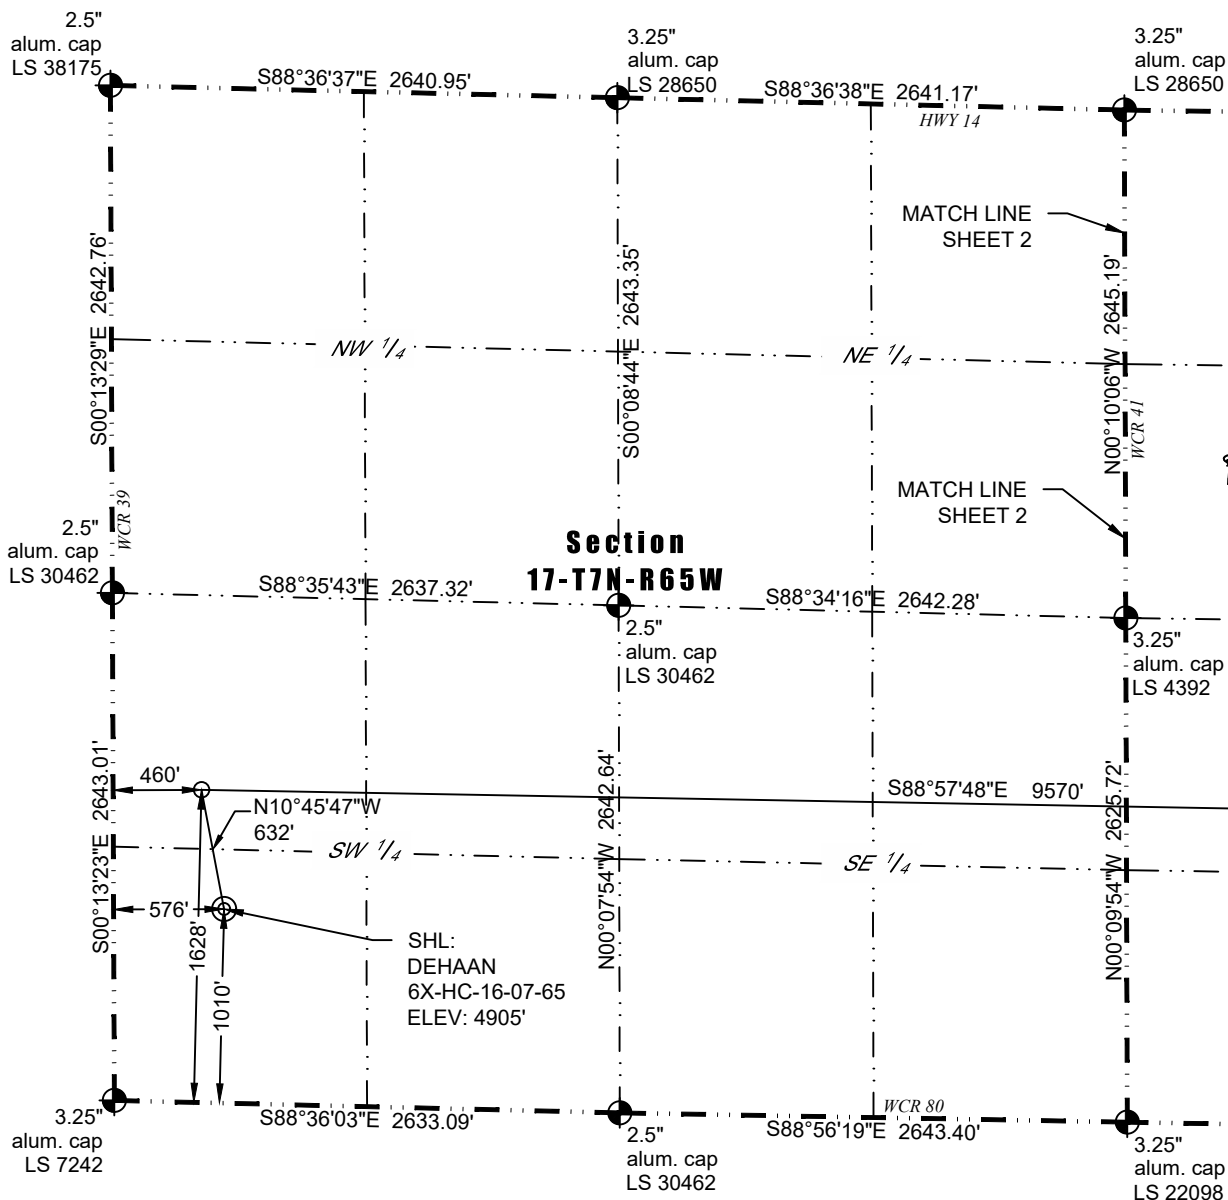 2.5"
alum. cap
LS 38175
3.25"
alum. cap
LS 28650
3.25"
alum. cap
LS 28650
S88°36'37"E 2640.95'
S88°36'38"E 2641.17'
HWY 14
MATCH LINE
SHEET 2
S00°13'29"E 2642.76'
S00°08'44"E 2643.35'
N00°10'06"W 2645.19'
NW 1/4
NE 1/4
WCR 39
WCR 41
MATCH LINE
SHEET 2
2.5"
alum. cap
LS 30462
Section
17-T7N-R65W
S88°35'43"E 2637.32'
S88°34'16"E 2642.28'
2.5"
alum. cap
LS 30462
3.25"
alum. cap
LS 4392
S00°13'23"E 2643.01'
N00°07'54"W 2642.64'
N00°09'54"W 2625.72'
460'
S88°57'48"E 9570'
N10°45'47"W
632'
SW 1/4
SE 1/4
576'
1628'
1010'
SHL:
DEHAAN
6X-HC-16-07-65
ELEV: 4905'
S88°36'03"E 2633.09'
WCR 80
S88°56'19"E 2643.40'
3.25"
alum. cap
LS 7242
2.5"
alum. cap
LS 30462
3.25"
alum. cap
LS 22098